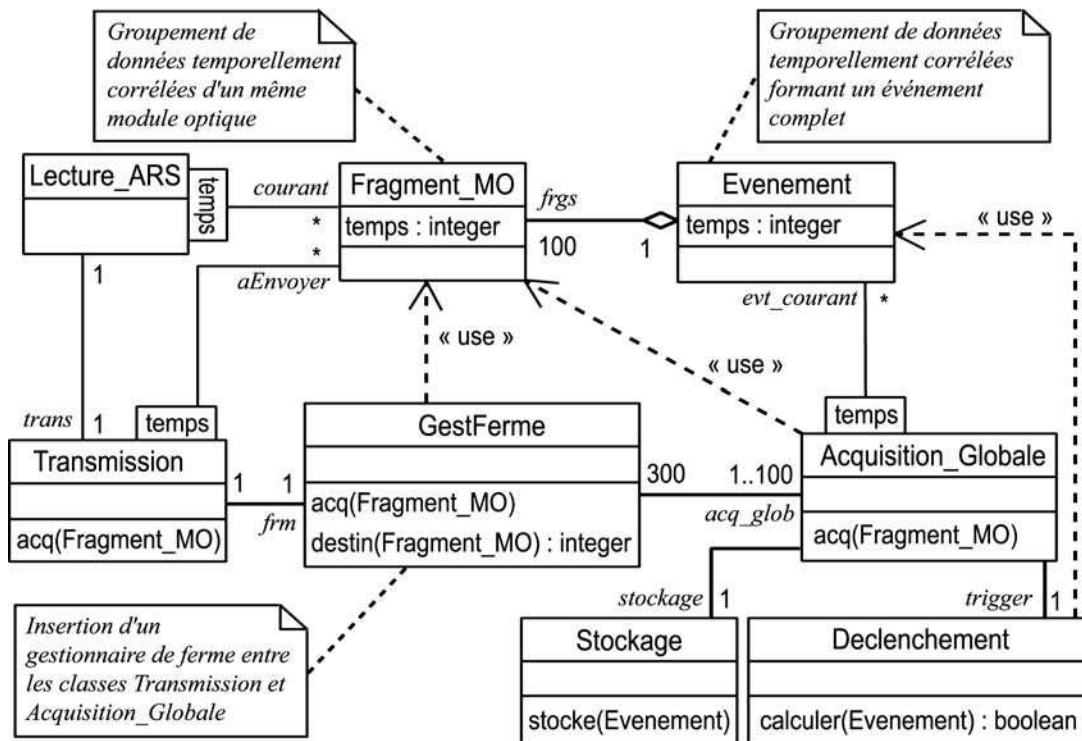 Groupement de
données temporellement
corrélées d'un même
module optique
Groupement de données
temporellement corrélées
formant un événement
complet
Lecture_ARS
temps
courant
*
Fragment_MO
temps : integer
frgs
100
1
Evenement
temps : integer
« use »
1
*
aEnvoyer
evt_courant
*
« use »
« use »
trans
1
temps
Transmission
acq(Fragment_MO)
1
1
frm
GestFerme
acq(Fragment_MO)
destin(Fragment_MO) : integer
300
1..100
acq_glob
temps
Acquisition_Globale
acq(Fragment_MO)
stockage
1
trigger
1
Insertion d'un
gestionnaire de ferme entre
les classes Transmission et
Acquisition_Globale
Stockage
stocke(Evenement)
Declenchement
calculer(Evenement) : boolean